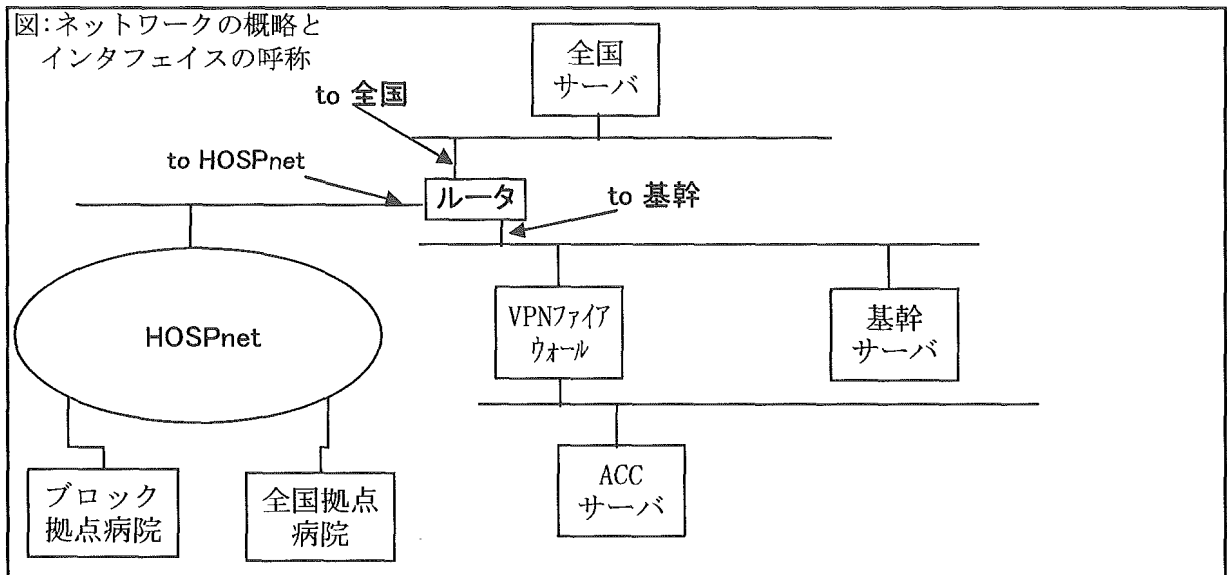 図:ネットワークの概略と
インタフェイスの呼称
全国
サーバ
to 全国
to HOSPnet
ルータ
to 基幹
VPNファイア
ウォール
基幹
サーバ
HOSPnet
ACC
サーバ
ブロック
拠点病院
全国拠点
病院